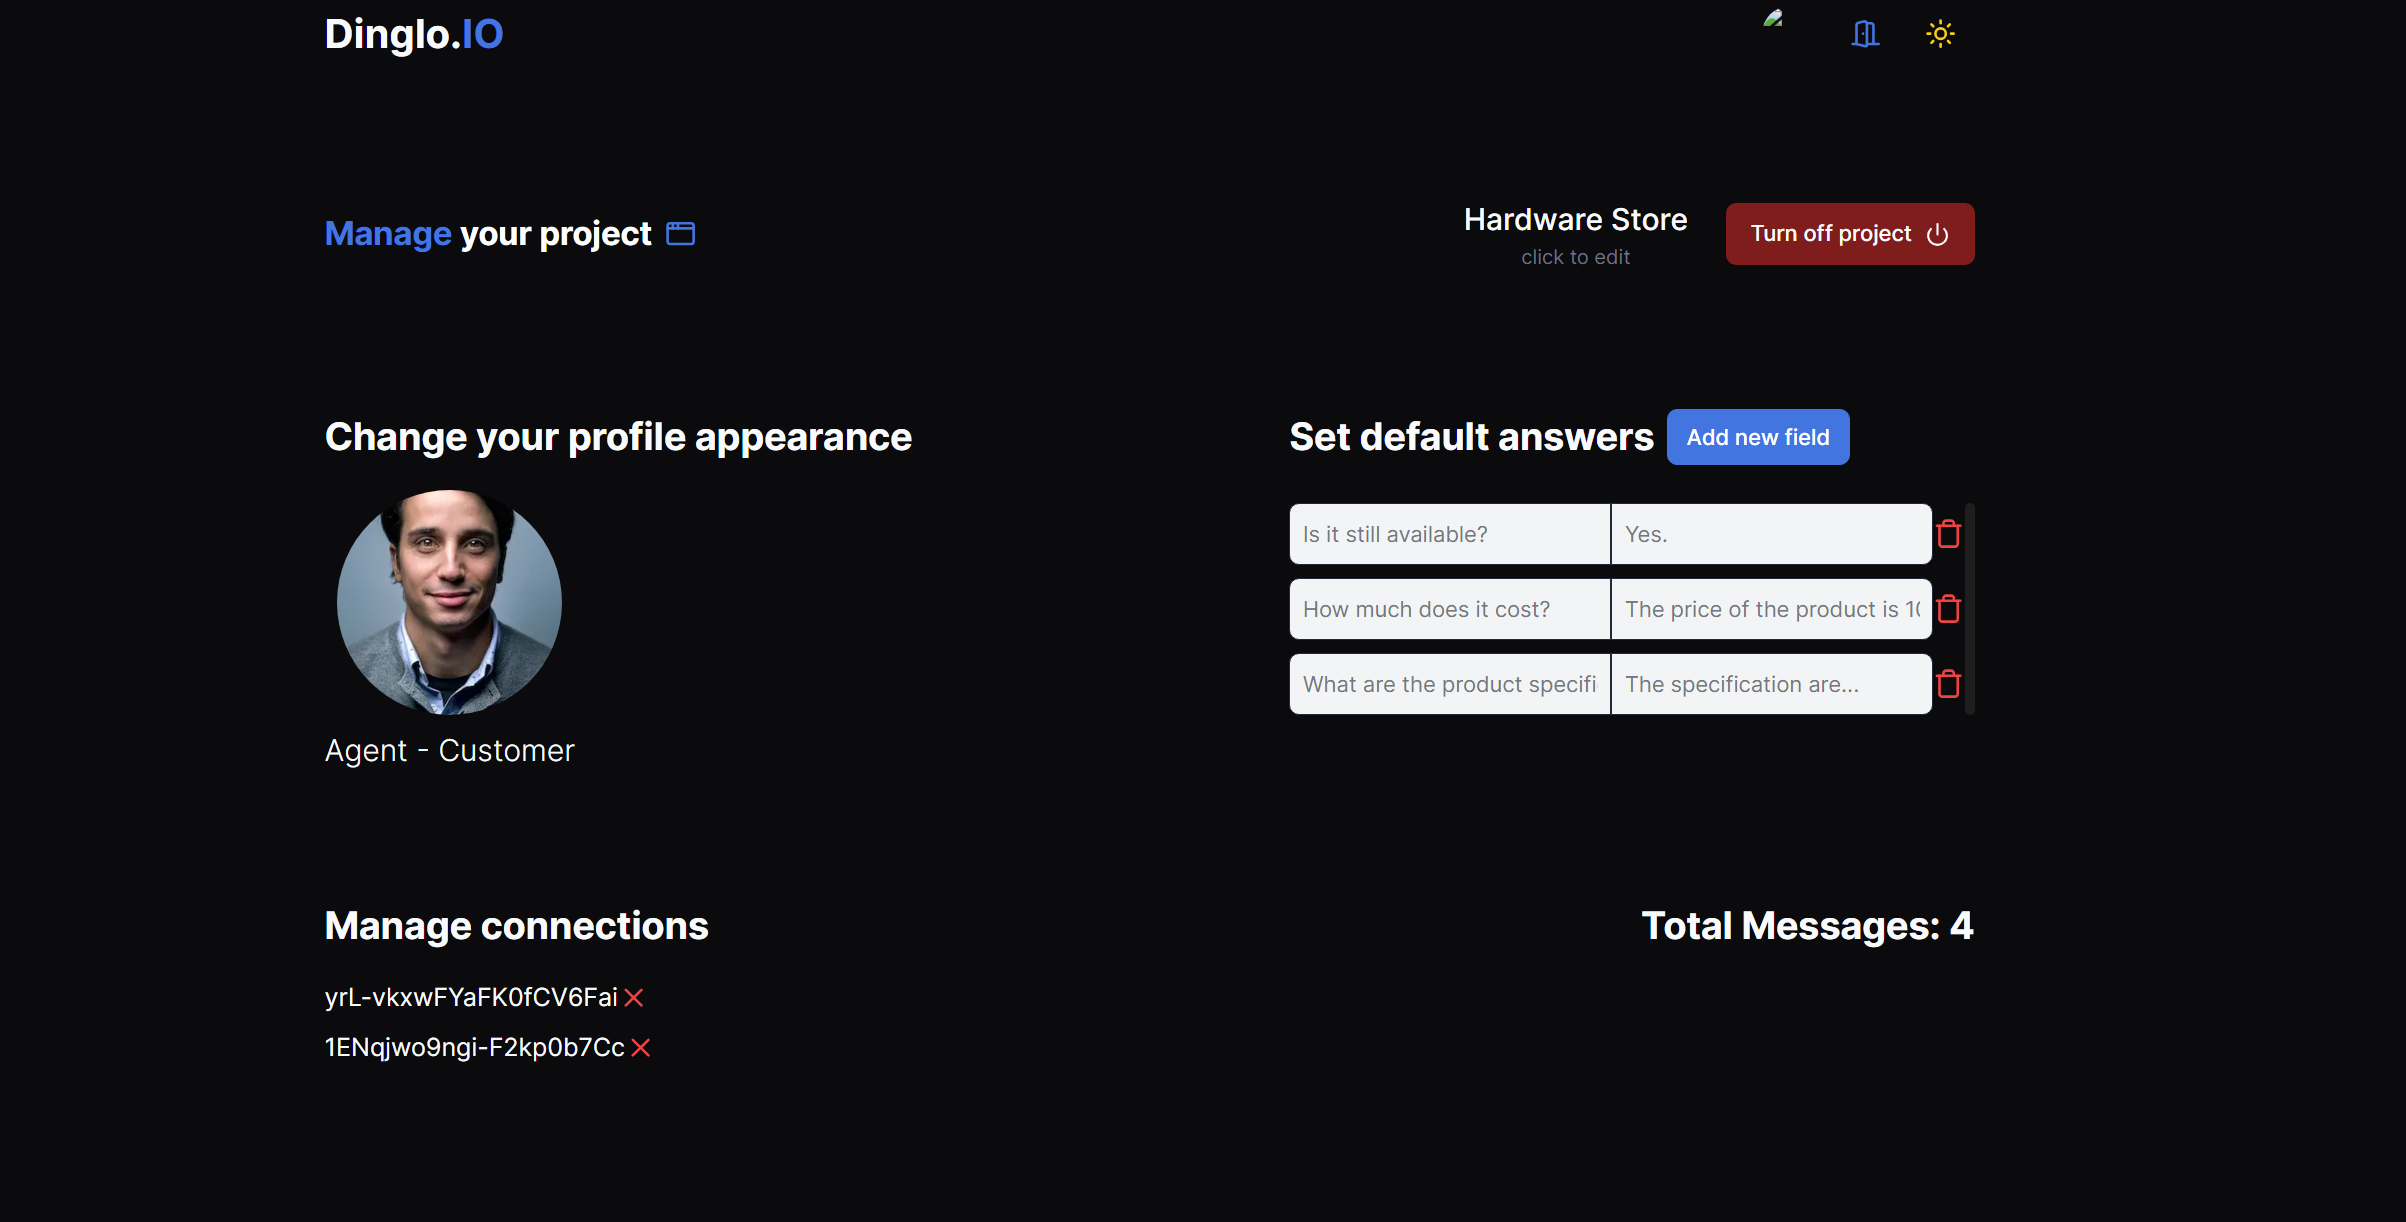 Dinglo.IO
Manage your project
Hardware Store
click to edit
Turn off project
Change your profile appearance
Agent - Customer
Set default answers
Add new field
Is it still available?
Yes.
How much does it cost?
The price of the product is
What are the product
The specification are...
Manage connections
yrL-vkxwFYaFK0fCV6Fai
1ENqjwo9ngi-F2kp0b7Cc
Total Messages: 4